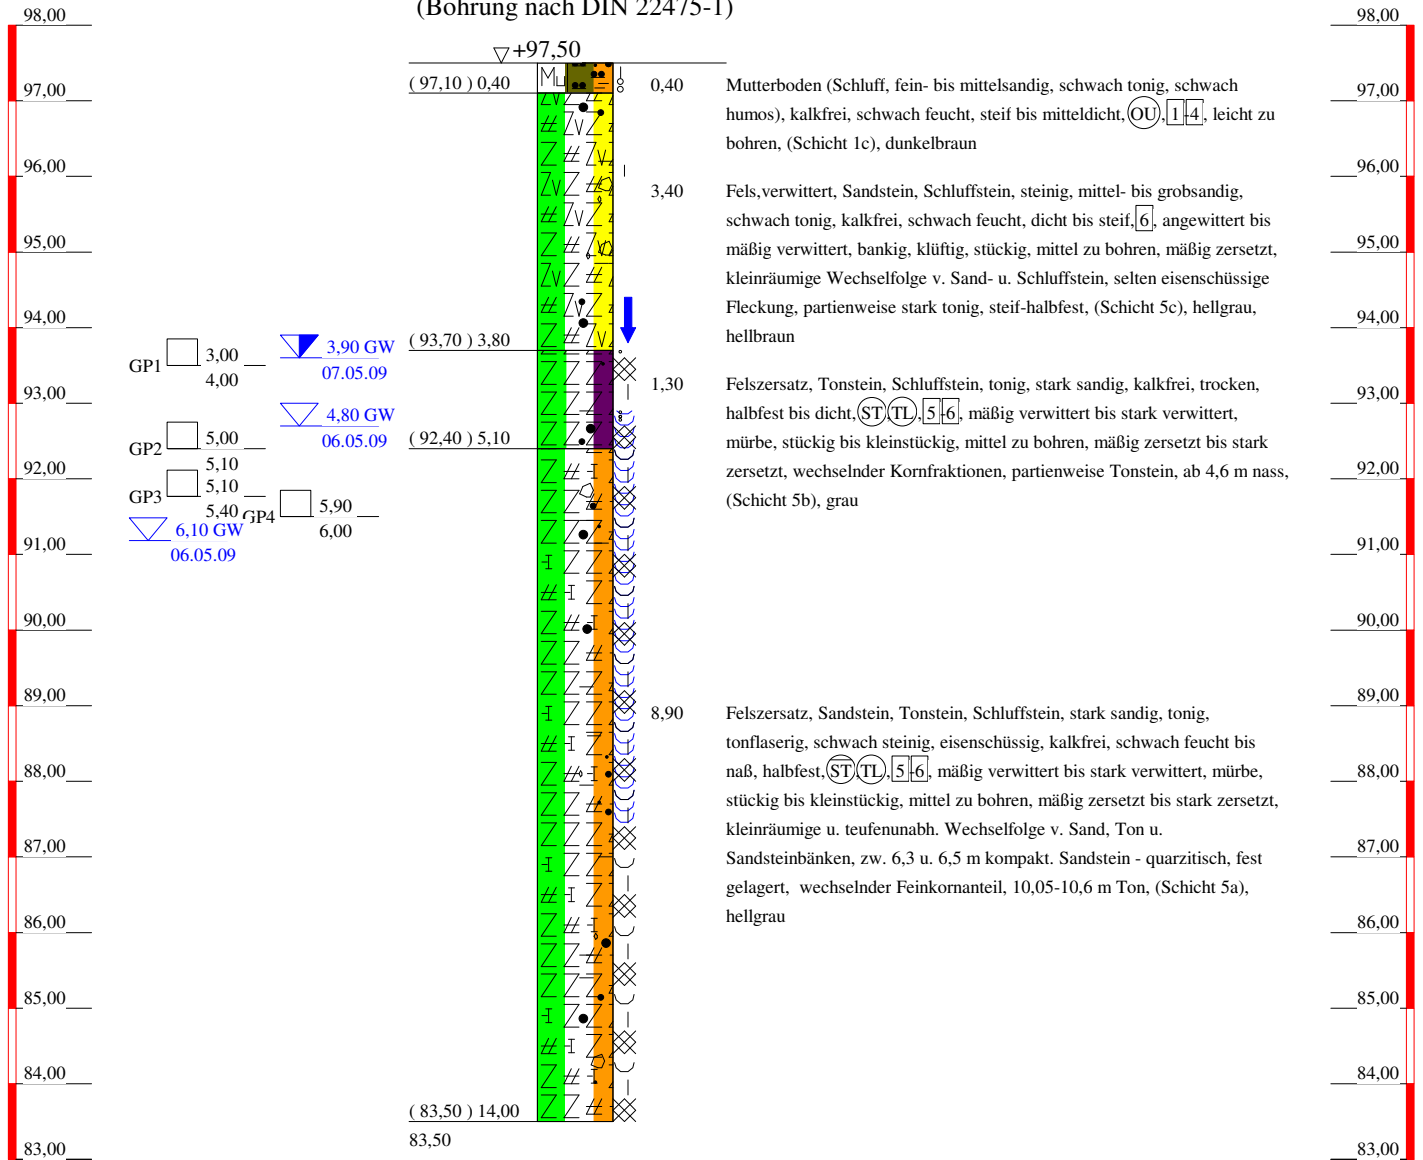 (Bohrung nach DIN 22475-1)
98,00
98,00
+97,50
Mu
( 97,10 ) 0,40
0,40
Mutterboden (Schluff, fein- bis mittelsandig, schwach tonig, schwach
humos), kalkfrei, schwach feucht, steif bis mitteldicht, OU, 1-4, leicht zu
bohren, (Schicht 1c), dunkelbraun
97,00
97,00
96,00
96,00
3,40
Fels,verwittert, Sandstein, Schluffstein, steinig, mittel- bis grobsandig,
schwach tonig, kalkfrei, schwach feucht, dicht bis steif, 6, angewittert bis
mäßig verwittert, bankig, klüftig, stückig, mittel zu bohren, mäßig zersetzt,
kleinräumige Wechselfolge v. Sand- u. Schluffstein, selten eisenschüssige
Fleckung, partienweise stark tonig, steif-halbfest, (Schicht 5c), hellgrau,
hellbraun
95,00
95,00
94,00
94,00
( 93,70 ) 3,80
GP1
3,00
4,00
3,90 GW
07.05.09
93,00
93,00
1,30
Felszersatz, Tonstein, Schluffstein, tonig, stark sandig, kalkfrei, trocken,
halbfest bis dicht, ST, TL, 5-6, mäßig verwittert bis stark verwittert,
mürbe, stückig bis kleinstückig, mittel zu bohren, mäßig zersetzt bis stark
zersetzt, wechselnder Kornfraktionen, partienweise Tonstein, ab 4,6 m nass,
(Schicht 5b), grau
4,80 GW
06.05.09
( 92,40 ) 5,10
GP2
5,00
5,10
92,00
92,00
GP3
5,10
5,40
GP4
5,90
6,00
6,10 GW
06.05.09
91,00
91,00
90,00
90,00
89,00
89,00
8,90
Felszersatz, Sandstein, Tonstein, Schluffstein, stark sandig, tonig,
tonflaserig, schwach steinig, eisenschüssig, kalkfrei, schwach feucht bis
naß, halbfest, ST, TL, 5-6, mäßig verwittert bis stark verwittert, mürbe,
stückig bis kleinstückig, mittel zu bohren, mäßig zersetzt bis stark zersetzt,
kleinräumige u. teufenunabh. Wechselfolge v. Sand, Ton u.
Sandsteinbänken, zw. 6,3 u. 6,5 m kompakt. Sandstein - quarzitisch, fest
gelagert, wechselnder Feinkornanteil, 10,05-10,6 m Ton, (Schicht 5a),
hellgrau
88,00
88,00
87,00
87,00
86,00
86,00
85,00
85,00
84,00
84,00
( 83,50 ) 14,00
83,50
83,00
83,00